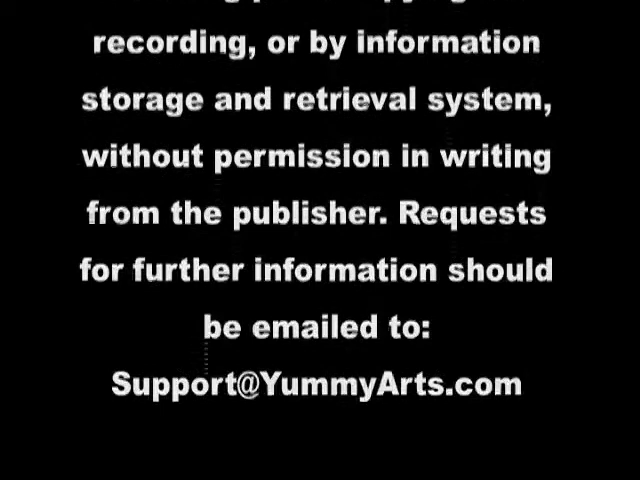 recording, or by information
storage and retrieval system,
without permission in writing
from the publisher. Requests
for further information should
be emailed to:
Support@YummyArts.com